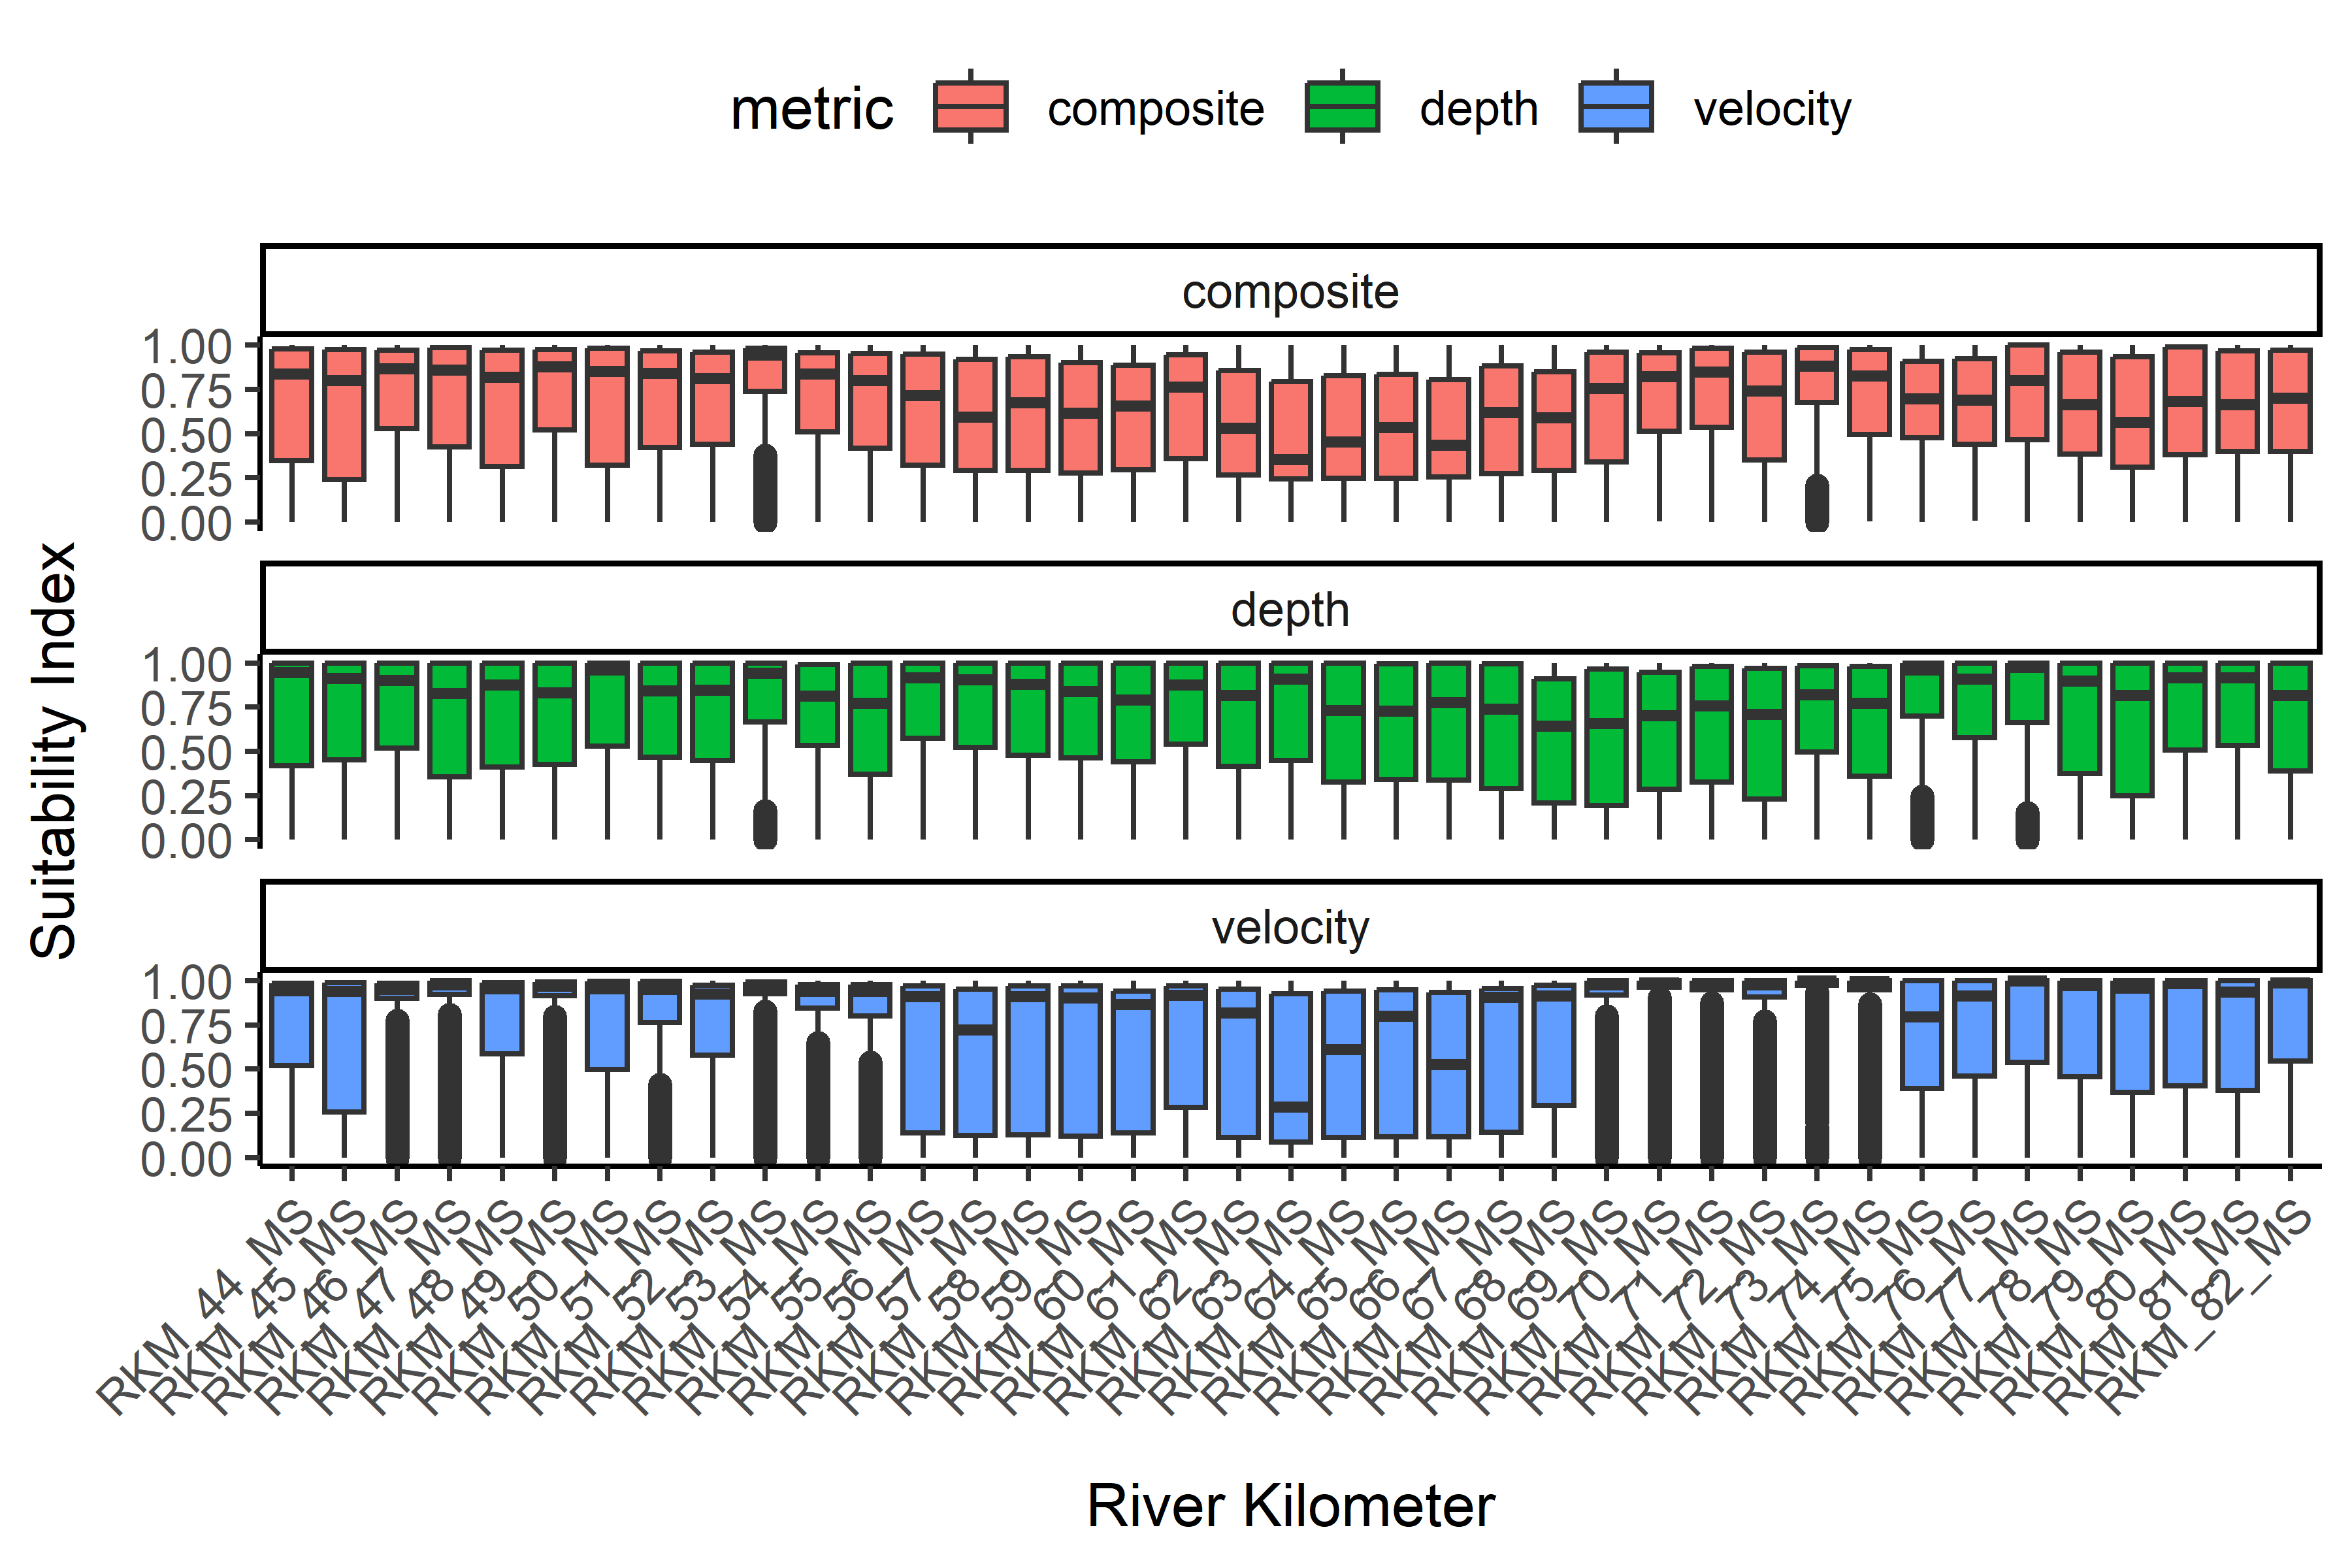 metric composite depth velocity
composite
1.00
0.75
0.50
0.25
0.00
depth
1.00
0.75
0.50
0.25
0.00
velocity
1.00
0.75
0.50
0.25
0.00
Suitability Index
RKM_44_MS
RKM_45_MS
RKM_46_MS
RKM_47_MS
RKM_48_MS
RKM_49_MS
RKM_50_MS
RKM_51_MS
RKM_52_MS
RKM_53_MS
RKM_54_MS
RKM_55_MS
RKM_56_MS
RKM_57_MS
RKM_58_MS
RKM_59_MS
RKM_60_MS
RKM_61_MS
RKM_62_MS
RKM_63_MS
RKM_64_MS
RKM_65_MS
RKM_66_MS
RKM_67_MS
RKM_68_MS
RKM_69_MS
RKM_70_MS
RKM_71_MS
RKM_72_MS
RKM_73_MS
RKM_74_MS
RKM_75_MS
RKM_76_MS
RKM_77_MS
RKM_78_MS
RKM_79_MS
RKM_80_MS
RKM_81_MS
RKM_82_MS
River Kilometer